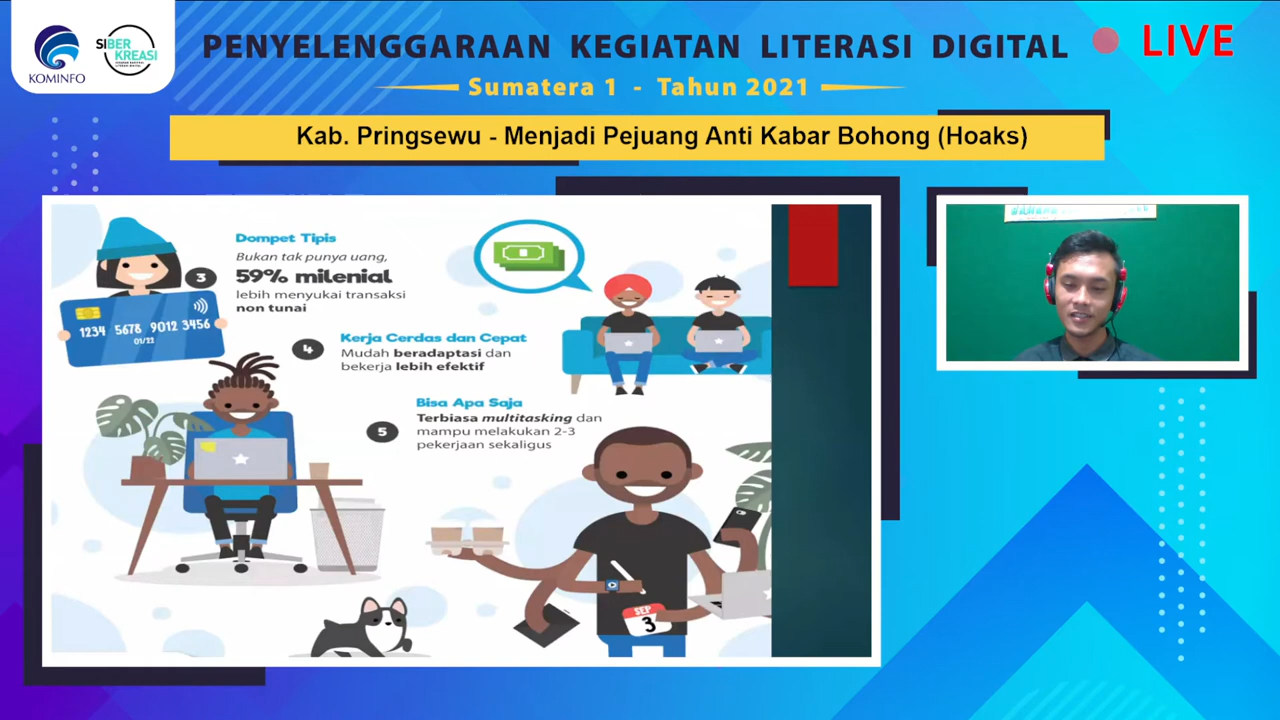 KOMINFO
SIBER
KREASI
PENYELENGGARAAN KEGIATAN LITERASI DIGITAL
LIVE
Sumatera 1 - Tahun 2021
Kab. Pringsewu - Menjadi Pejuang Anti Kabar Bohong (Hoaks)
3
Dompet Tipis
Bukan tak punya uang,
59% milenial
lebih menyukai transaksi
non tunai
1234 5678 9012 3456
01/22
4
Kerja Cerdas dan Cepat
Mudah beradaptasi dan
bekerja lebih efektif
5
Bisa Apa Saja
Terbiasa multitasking dan
mampu melakukan 2-3
pekerjaan sekaligus
SEP
3